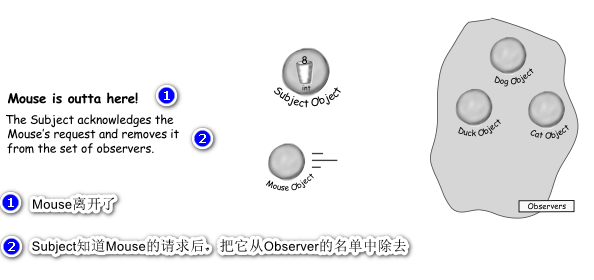 Mouse is outta here!
1
The Subject acknowledges the
Mouse's request and removes it
from the set of observers.
2
8
int
Subject Object
Mouse Object
Dog Object
Duck Object
Cat Object
Observers
1 Mouse离开了
2 Subject知道Mouse的请求后，把它从Observer的名单中除去